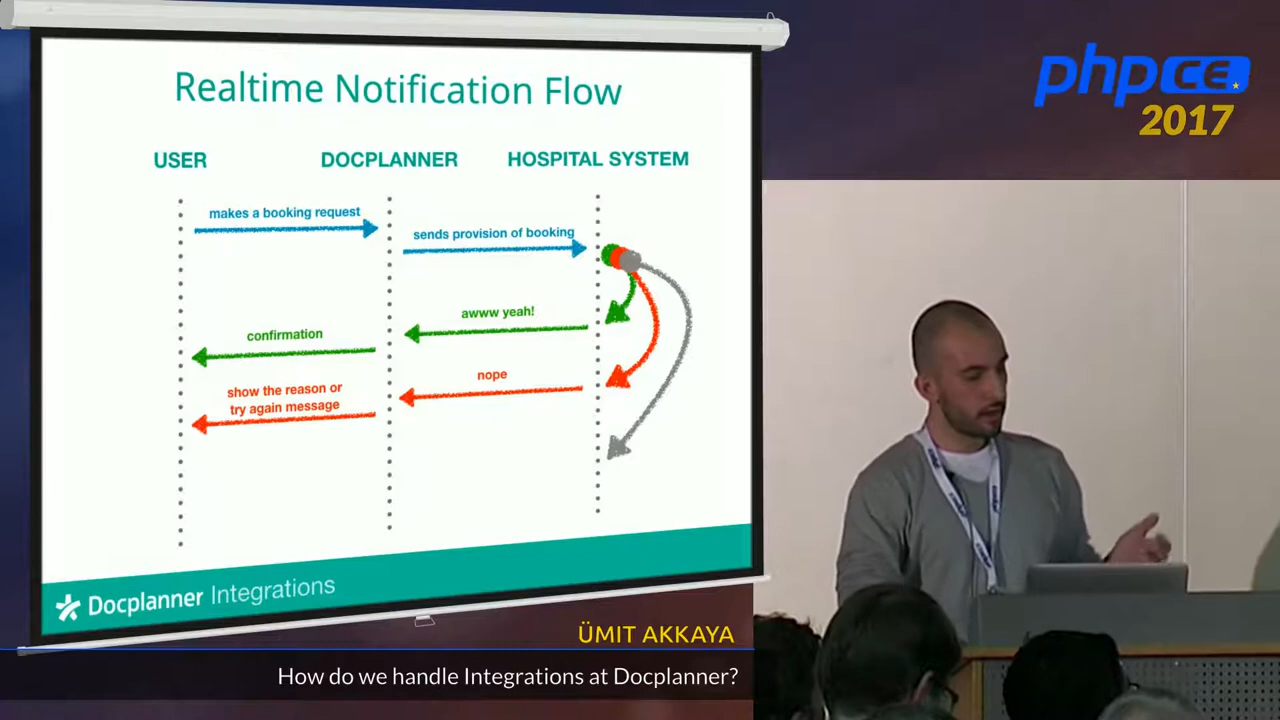 Realtime Notification Flow
USER
DOCPLANNER
HOSPITAL SYSTEM
makes a booking request
sends provision of booking
awww yeah!
confirmation
nope
show the reason or
try again message
Docplanner Integrations
phpCE
2017
ÜMIT AKKAYA
How do we handle Integrations at Docplanner?